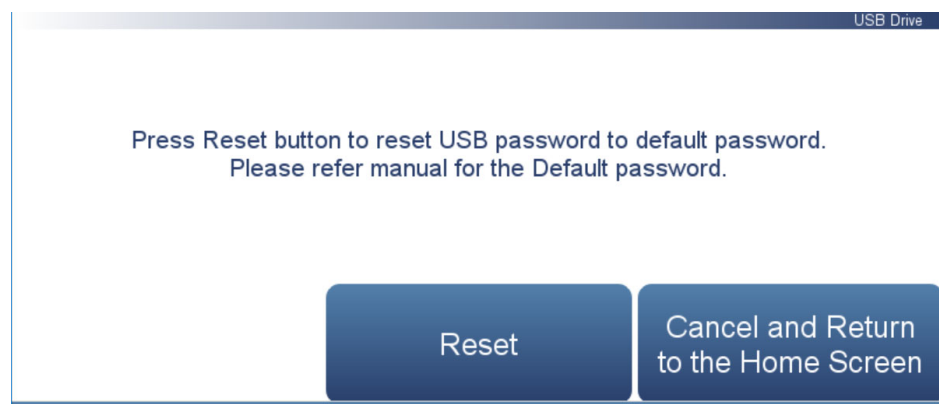 USB Drive
Press Reset button to reset USB password to default password.
Please refer manual for the Default password.
Reset
Cancel and Return
to the Home Screen